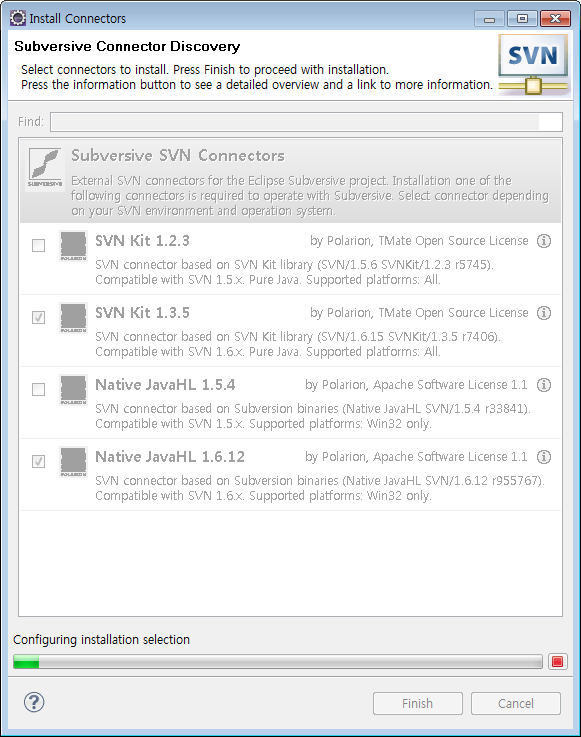 Install Connectors
Subversive Connector Discovery
Select connectors to install. Press Finish to proceed with installation.
Press the information button to see a detailed overview and a link to more information.
SVN
Find:
SUBVERSIVE
Subversive SVN Connectors
External SVN connectors for the Eclipse Subversive project. Installation one of the
following connectors is required to operate with Subversive. Select connector depending
on your SVN environment and operation system.
POLARION
SVN Kit 1.2.3 by Polarion, TMate Open Source License
SVN connector based on SVN Kit library (SVN/1.5.6 SVNKit/1.2.3 r5745).
Compatible with SVN 1.5.x. Pure Java. Supported platforms: All.
POLARION
SVN Kit 1.3.5 by Polarion, TMate Open Source License
SVN connector based on SVN Kit library (SVN/1.6.15 SVNKit/1.3.5 r7406).
Compatible with SVN 1.6.x. Pure Java. Supported platforms: All.
POLARION
Native JavaHL 1.5.4 by Polarion, Apache Software License 1.1
SVN connector based on Subversion binaries (Native JavaHL SVN/1.5.4 r33841).
Compatible with SVN 1.5.x. Supported platforms: Win32 only.
POLARION
Native JavaHL 1.6.12 by Polarion, Apache Software License 1.1
SVN connector based on Subversion binaries (Native JavaHL SVN/1.6.12 r955767).
Compatible with SVN 1.6.x. Supported platforms: Win32 only.
Configuring installation selection
? Finish Cancel